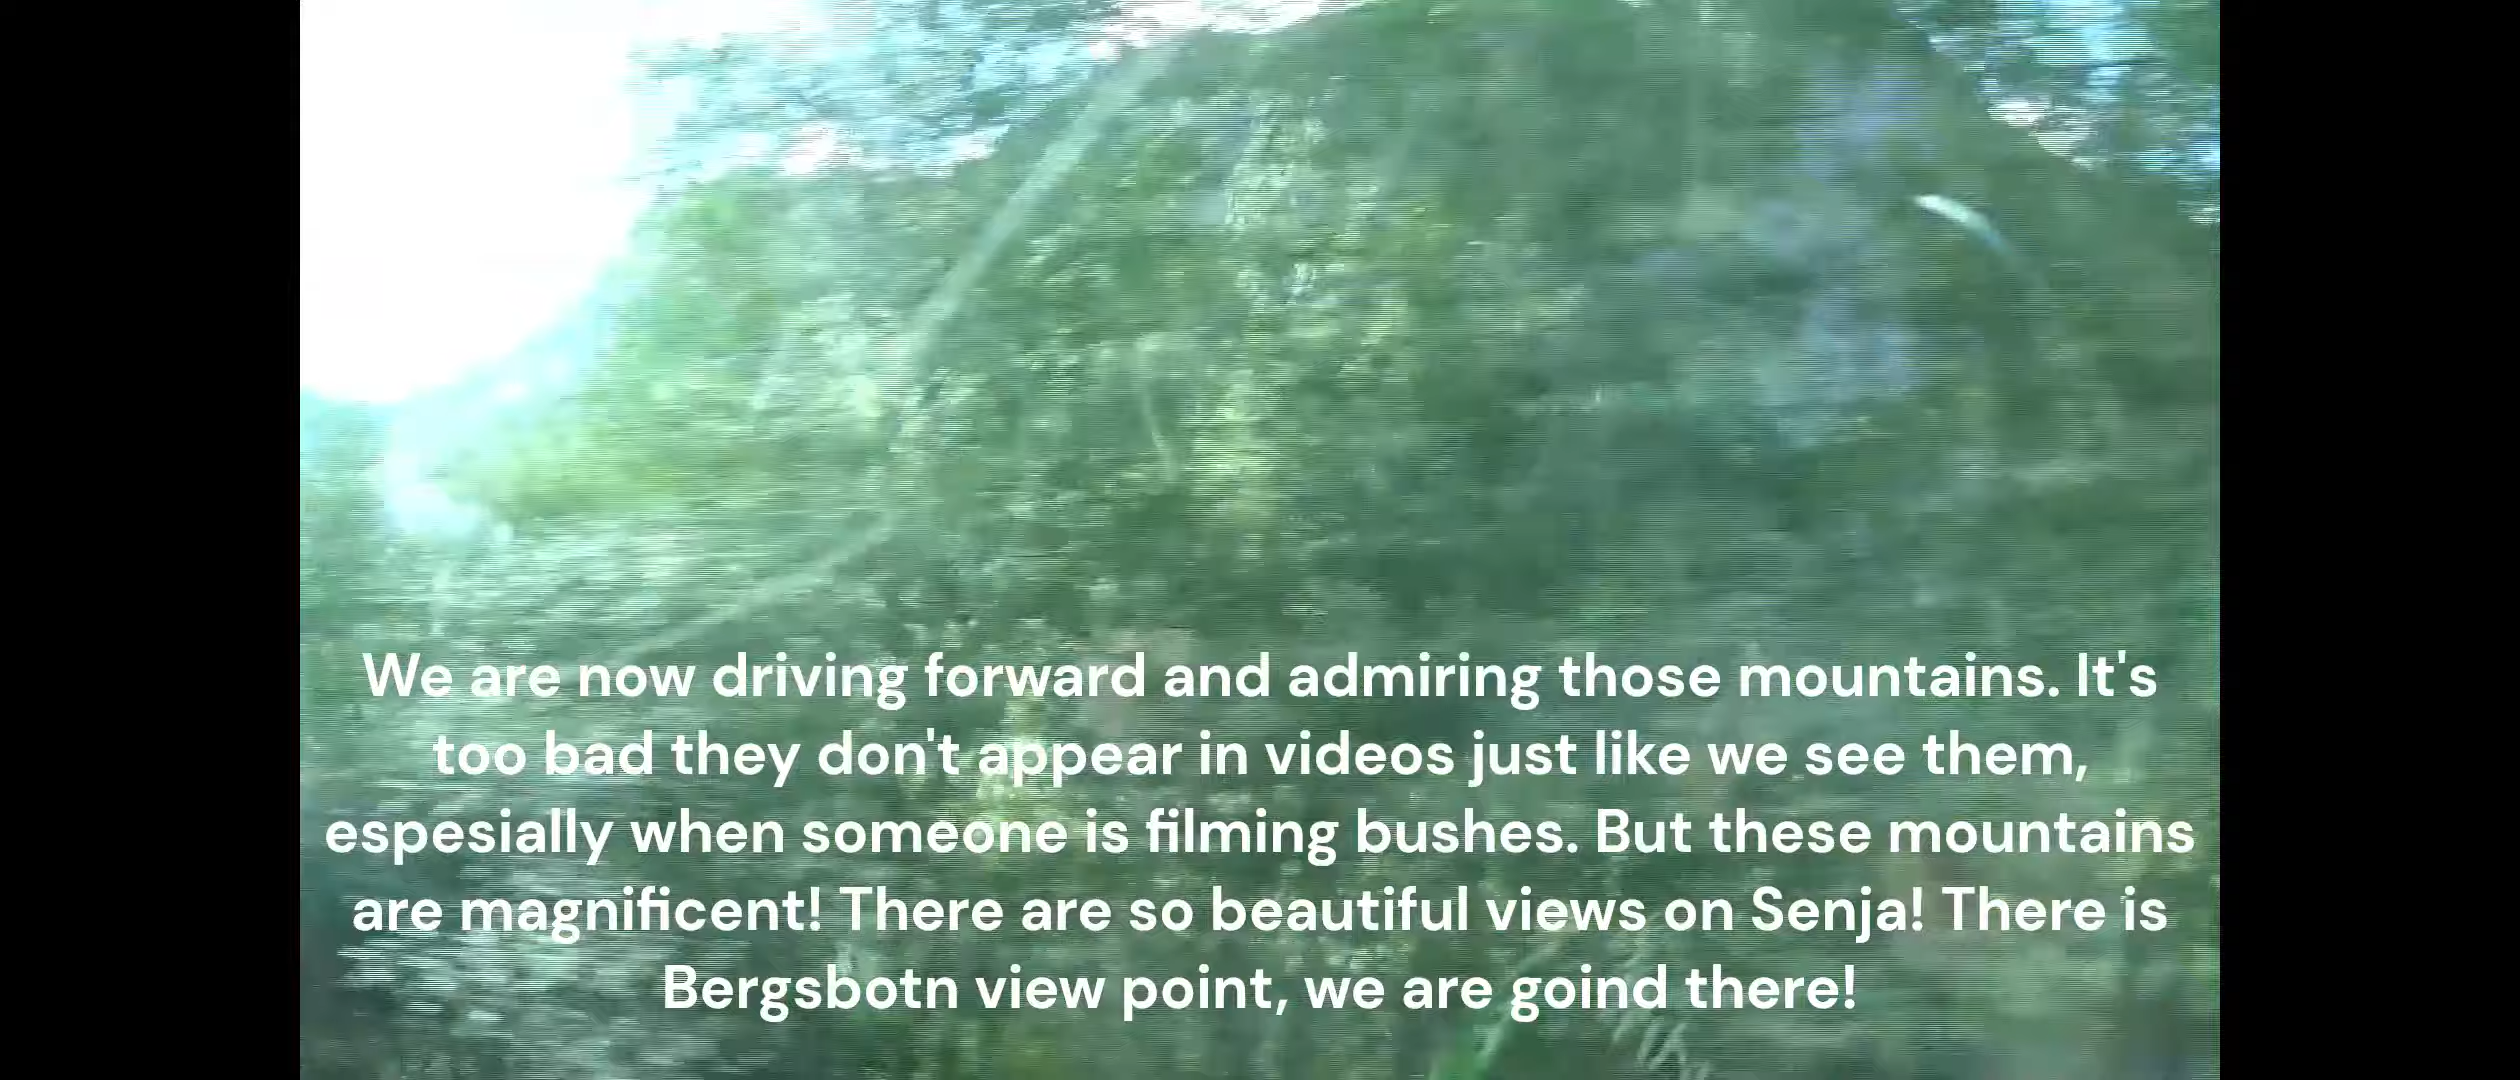 We are now driving forward and admiring those mountains. It's
too bad they don't appear in videos just like we see them,
espesially when someone is filming bushes. But these mountains
are magnificent! There are so beautiful views on Senja! There is
Bergsbotn view point, we are goind there!